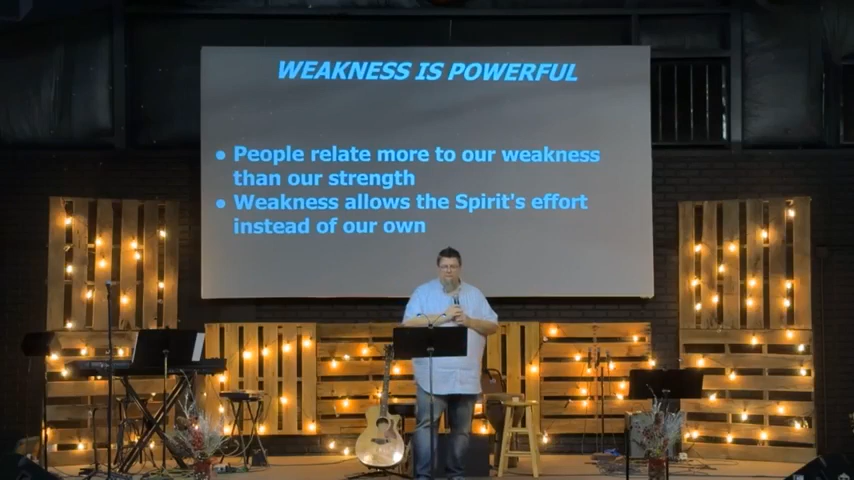 WEAKNESS IS POWERFUL
● People relate more to our weakness
than our strength
● Weakness allows the Spirit's effort
instead of our own